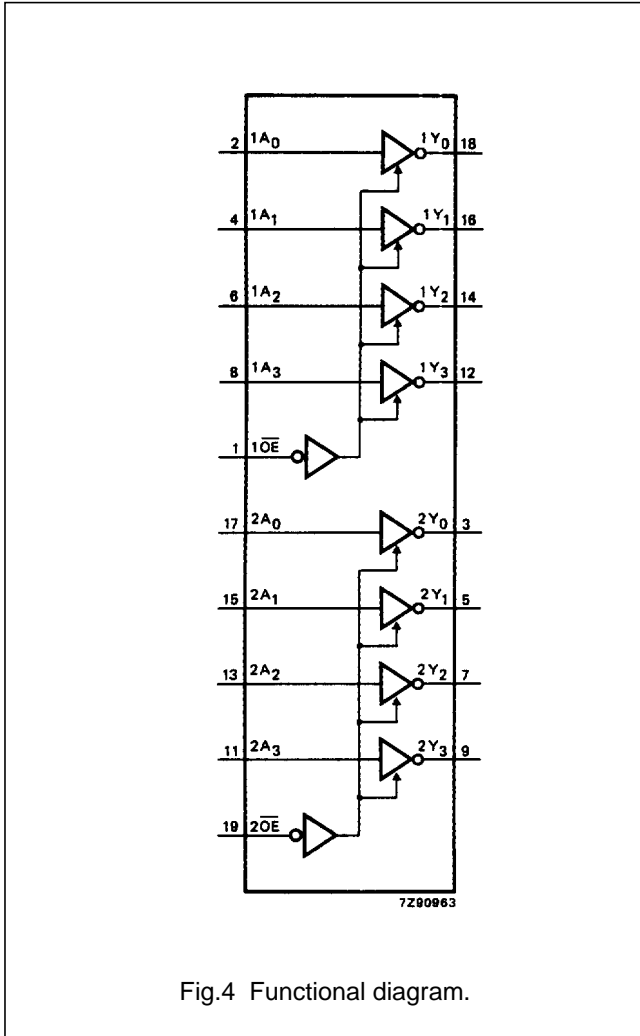 2 1A0 1Y0 18
4 1A1 1Y1 16
6 1A2 1Y2 14
8 1A3 1Y3 12
1 1O̅E̅
17 2A0 2Y0 3
15 2A1 2Y1 5
13 2A2 2Y2 7
11 2A3 2Y3 9
19 2O̅E̅
7Z90963
Fig.4 Functional diagram.